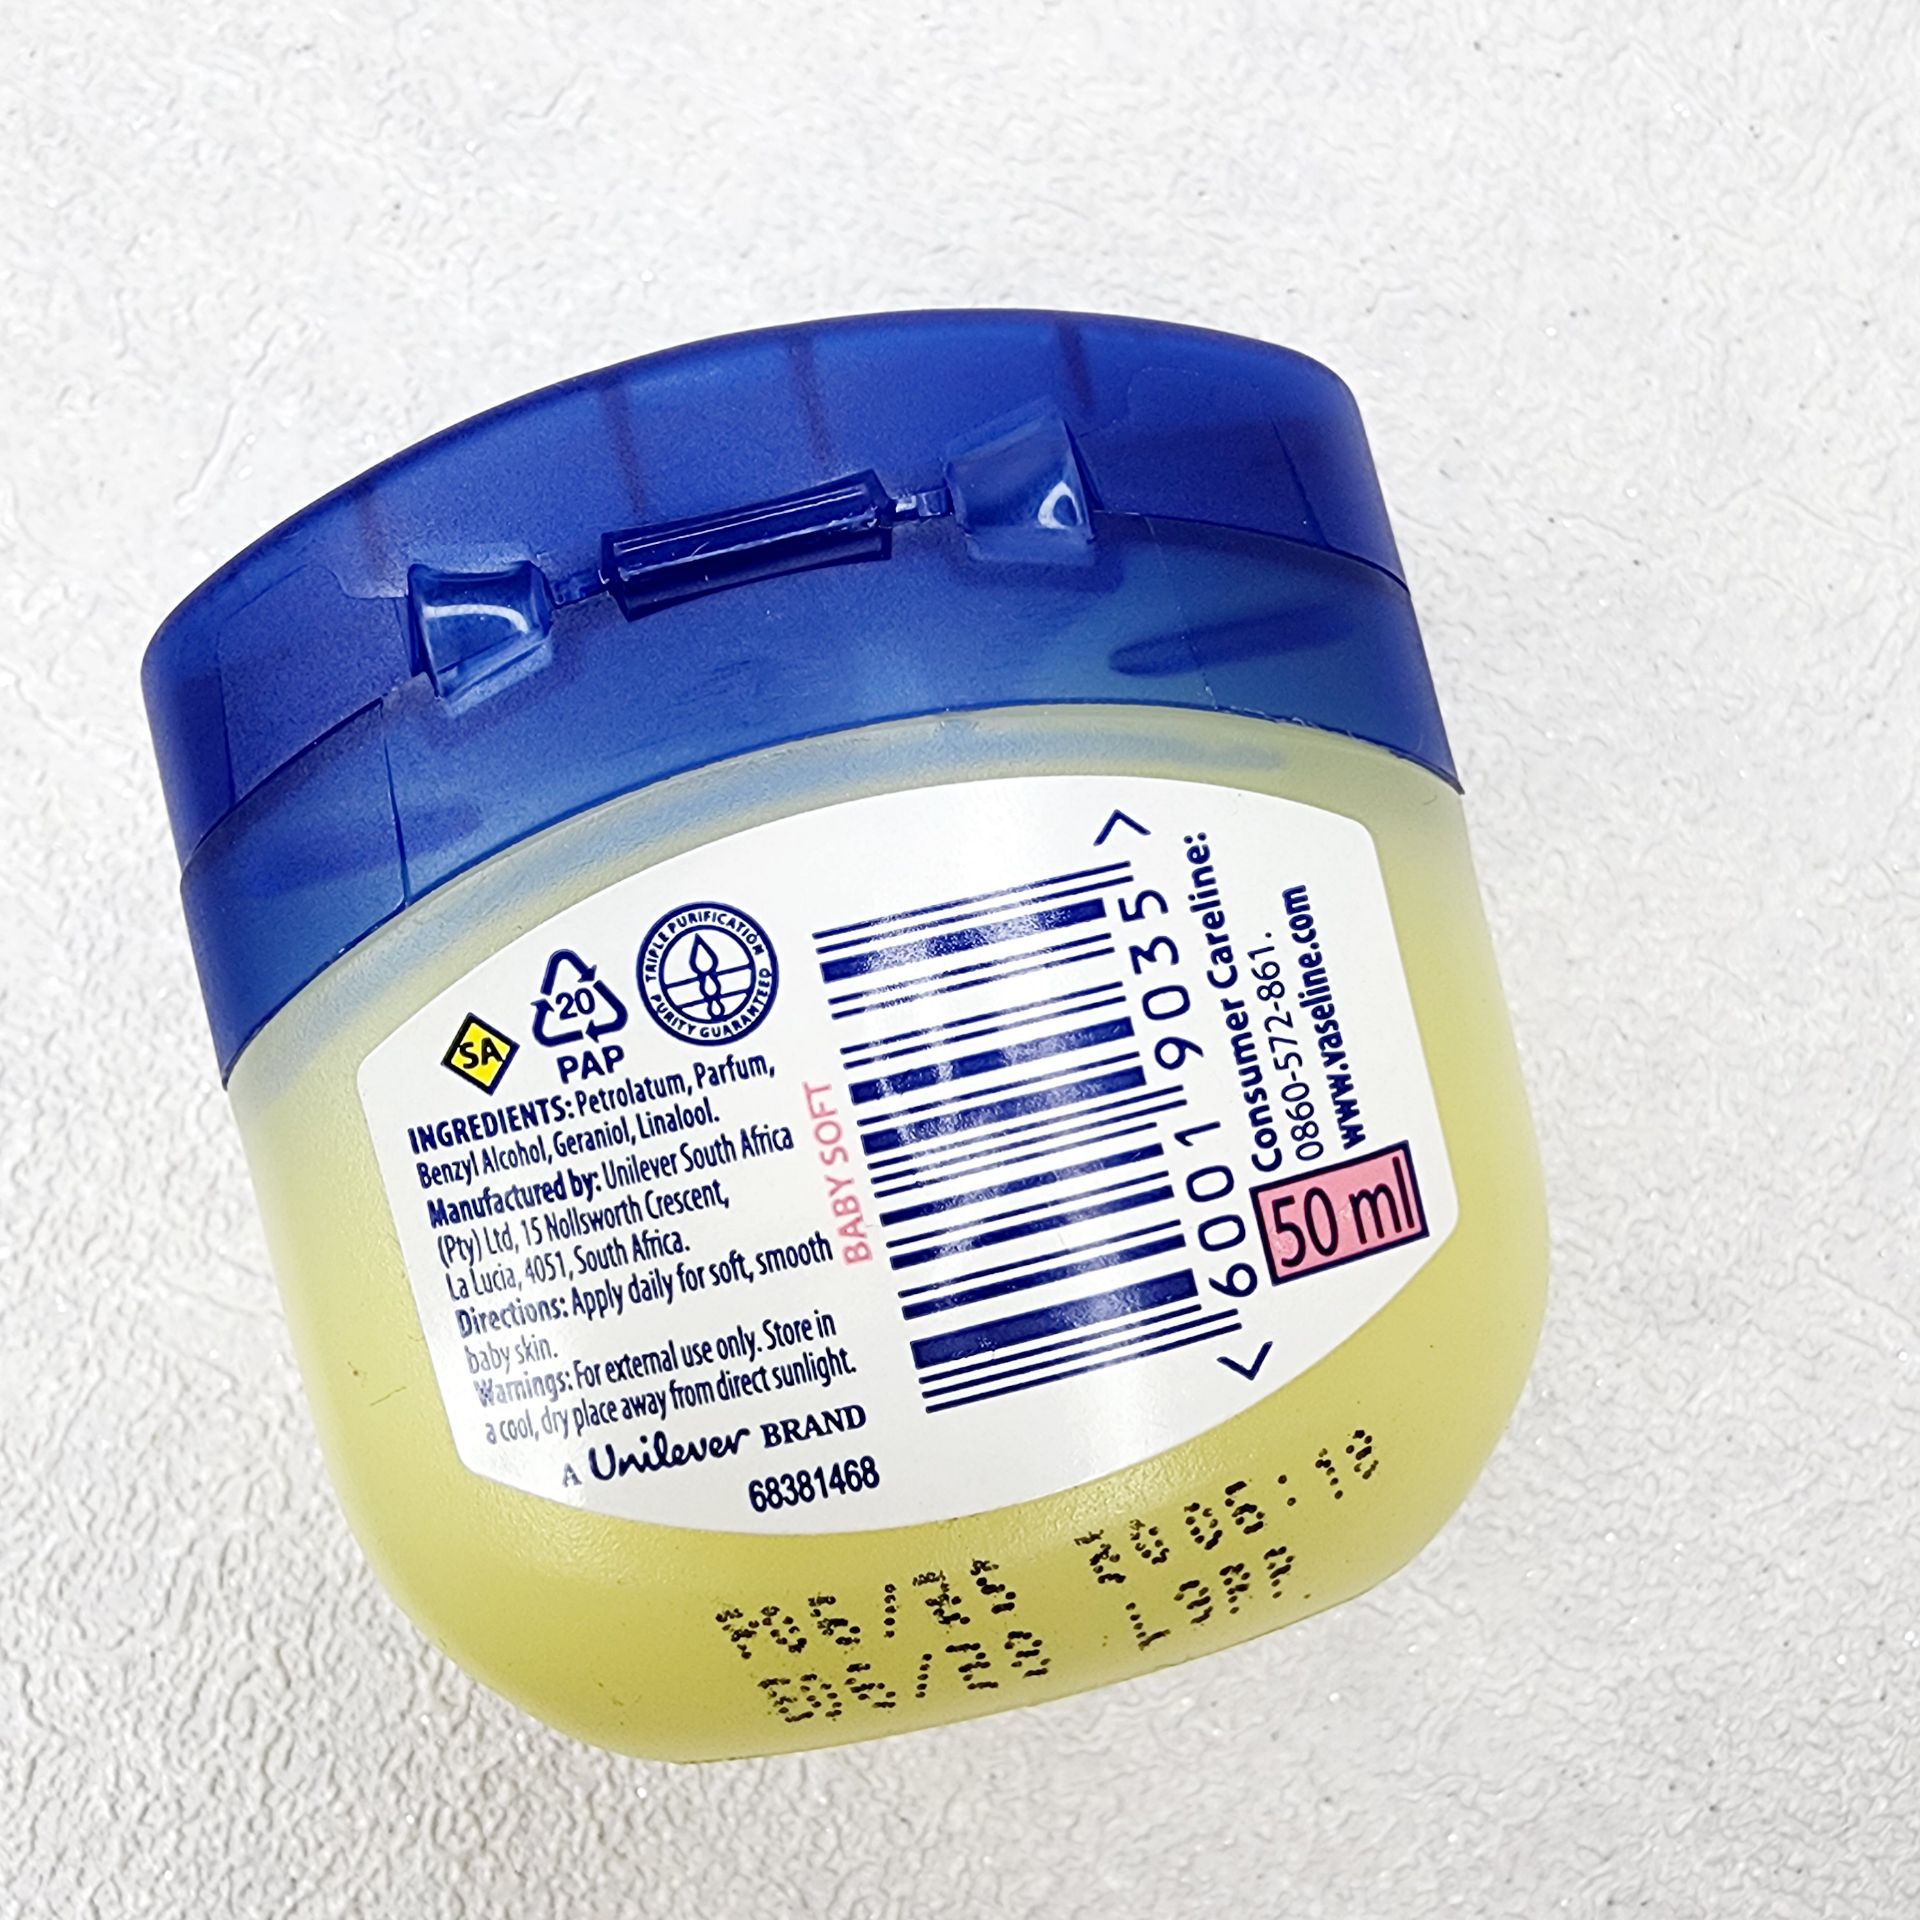 SA
20
PAP
TRIPLE PURIFICATION
PURITY GUARANTEED
INGREDIENTS: Petrolatum, Parfum,
Benzyl Alcohol, Geraniol, Linalool.
Manufactured by: Unilever South Africa
(Pty) Ltd, 15 Nollsworth Crescent,
La Lucia, 4051, South Africa.
Directions: Apply daily for soft, smooth
baby skin.
Warnings: For external use only. Store in
a cool, dry place away from direct sunlight.
A Unilever BRAND
68381468
BABY SOFT
< 6001 9035 >
Consumer Careline:
0860-572-861.
www.vaseline.com
50 ml